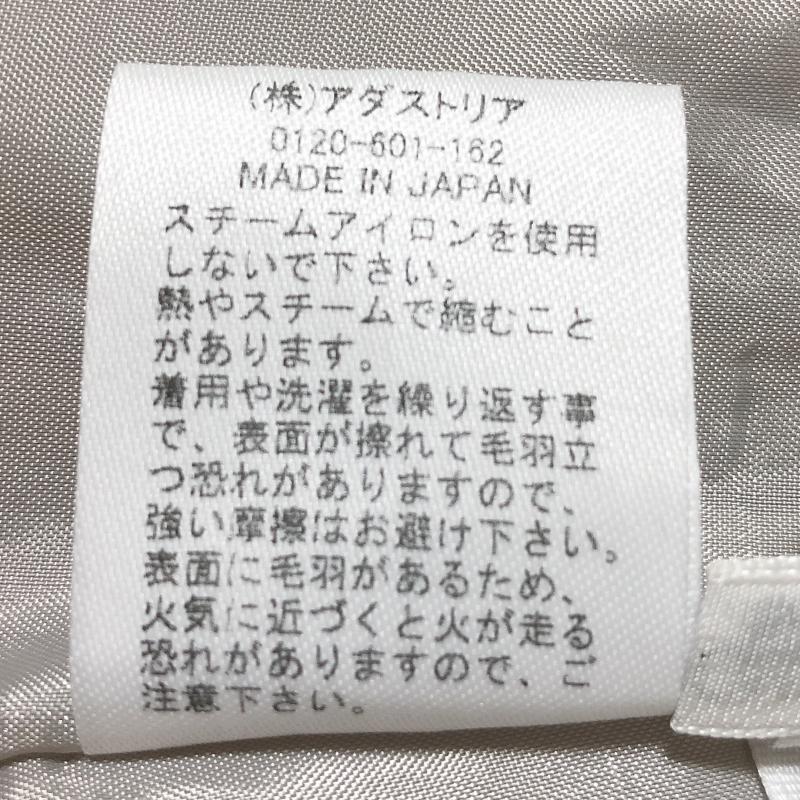 (株)アダストリア
0120-601-162
MADE IN JAPAN
スチームアイロンを使用
しないで下さい。
熱やスチームで縮むこと
があります。
着用や洗濯を繰り返す事
で、表面が擦れて毛羽立
つ恐れがありますので、
強い摩擦はお避け下さい。
表面に毛羽があるため、
火気に近づくと火が走る
恐れがありますので、ご
注意下さい。